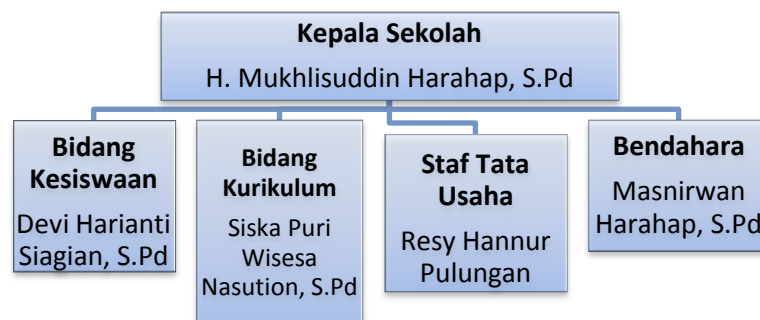 Kepala Sekolah
H. Mukhlisuddin Harahap, S.Pd
Bidang
Kesiswaan
Devi Harianti
Siagian, S.Pd
Bidang
Kurikulum
Siska Puri
Wisesa
Nasution, S.Pd
Staf Tata
Usaha
Resy Hannur
Pulungan
Bendahara
Masnirwan
Harahap, S.Pd